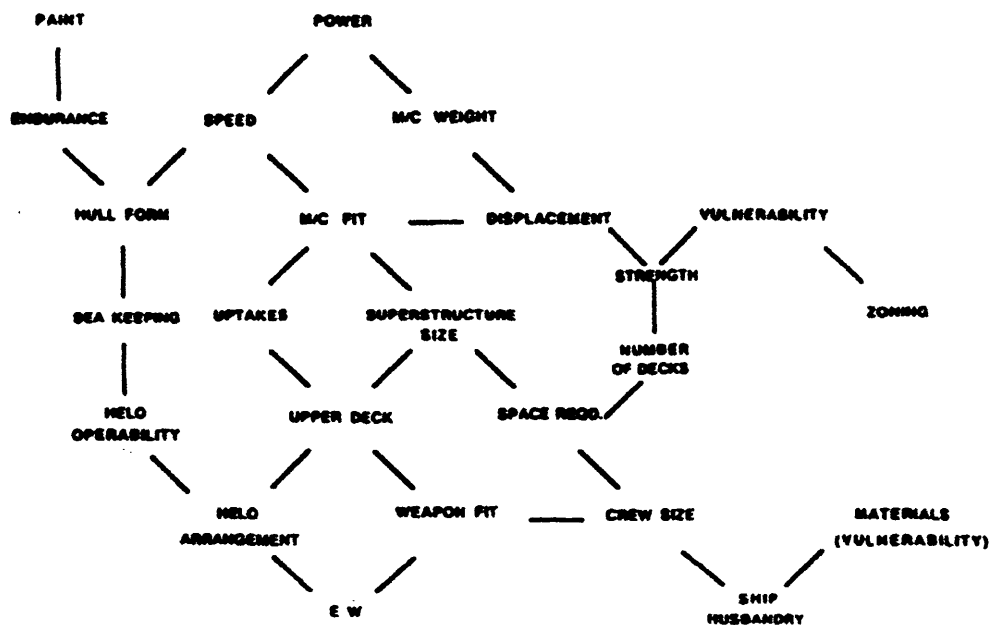 PAINT
POWER
ENDURANCE
SPEED
M/C WEIGHT
HULL FORM
M/C FIT
DISPLACEMENT
VULNERABILITY
STRENGTH
SEA KEEPING
UPTAKES
SUPERSTRUCTURE
SIZE
ZONING
NUMBER
OF DECKS
HELO
OPERABILITY
UPPER DECK
SPACE REQD.
HELO
ARRANGEMENT
WEAPON FIT
CREW SIZE
MATERIALS
(VULNERABILITY)
E W
SHIP
HUSBANDRY